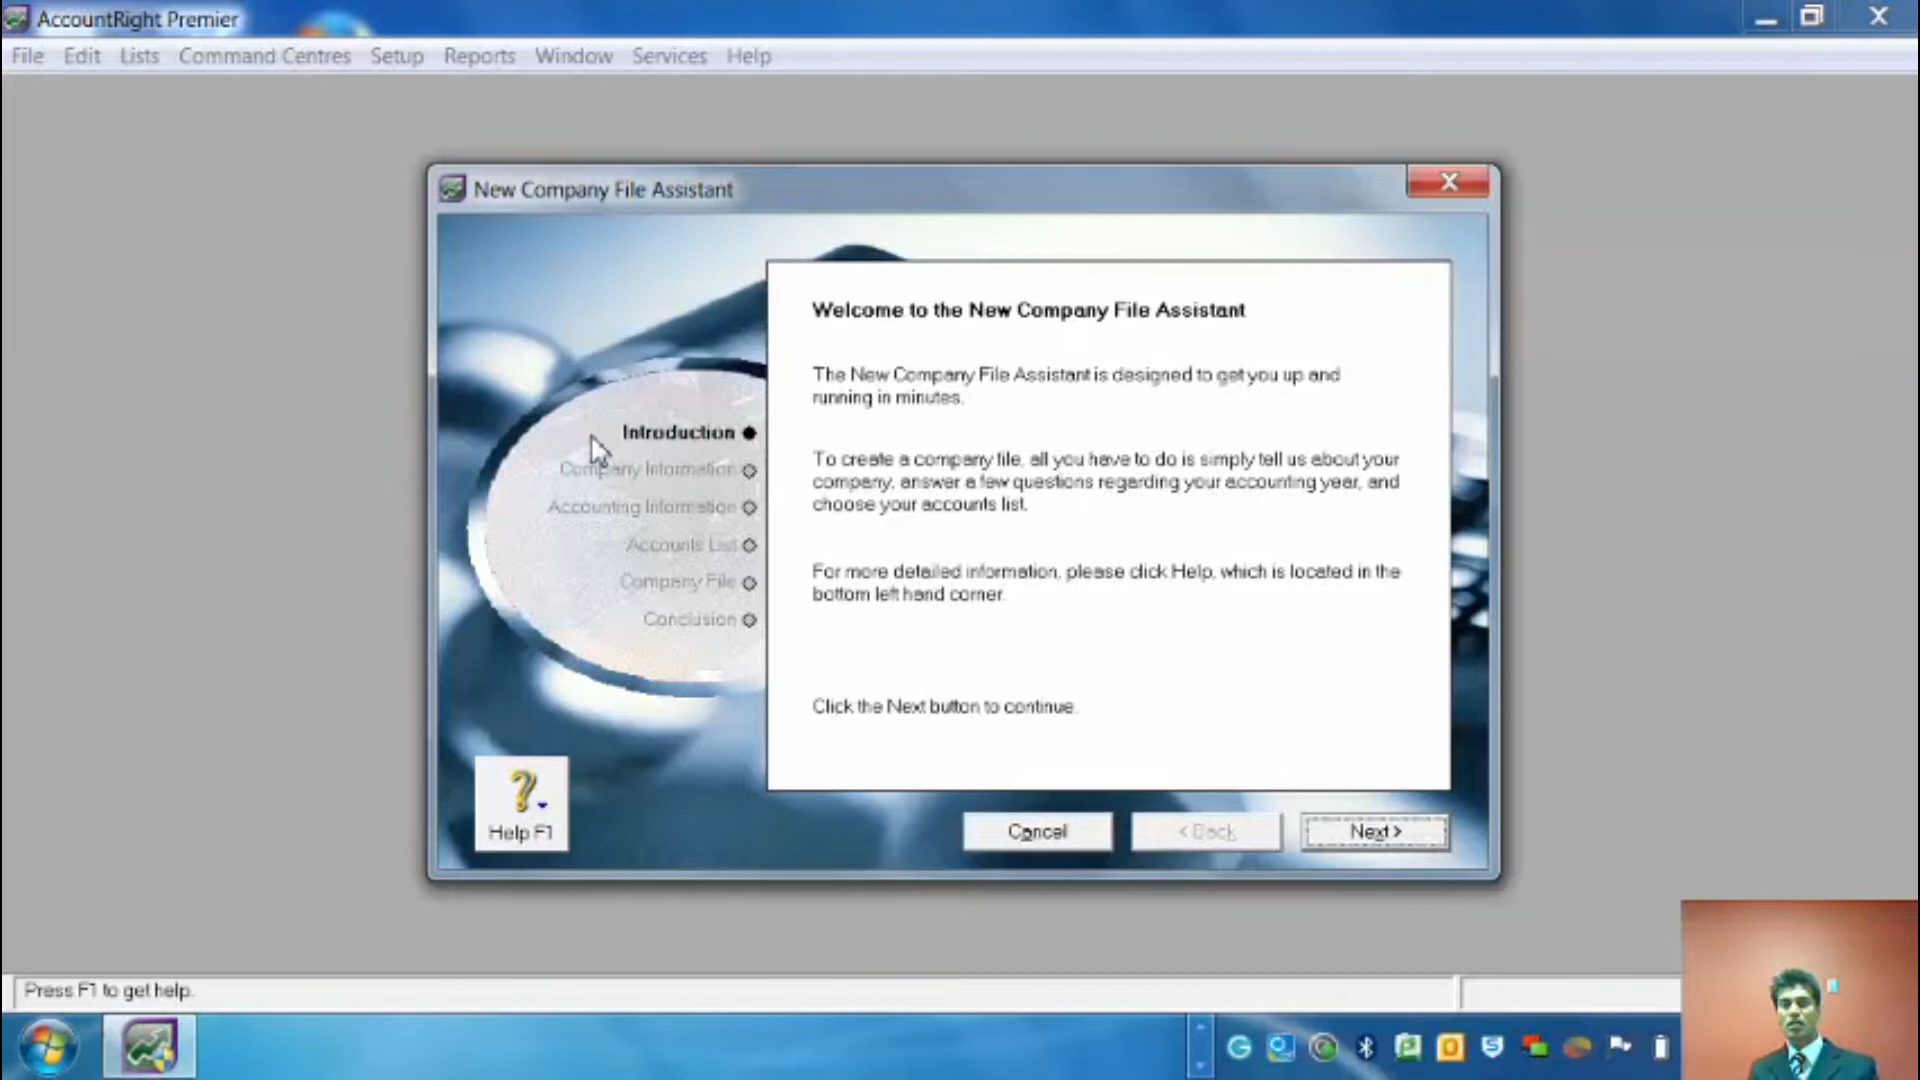 AccountRight Premier
File Edit Lists Command Centres Setup Reports Window Services Help
New Company File Assistant
Welcome to the New Company File Assistant
The New Company File Assistant is designed to get you up and
running in minutes.
To create a company file, all you have to do is simply tell us about your
company, answer a few questions regarding your accounting year, and
choose your accounts list.
For more detailed information, please click Help, which is located in the
bottom left hand corner.
Click the Next button to continue.
Introduction
Company Information
Accounting Information
Accounts List
Company File
Conclusion
Help F1
Cancel
< Back
Next >
Press F1 to get help.